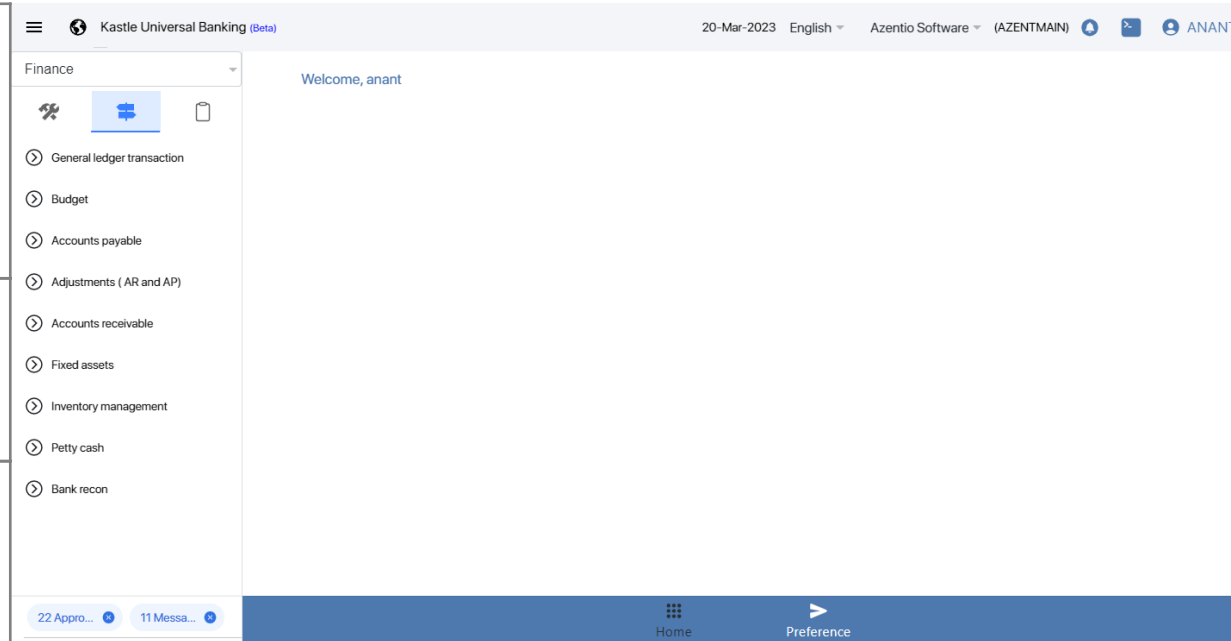 Kastle Universal Banking (Beta)
20-Mar-2023 English Azentio Software (AZENTMAIN) ANANT
Finance
Welcome, anant
General ledger transaction
Budget
Accounts payable
Adjustments ( AR and AP)
Accounts receivable
Fixed assets
Inventory management
Petty cash
Bank recon
22 Appro... 11 Messa...
Home Preference